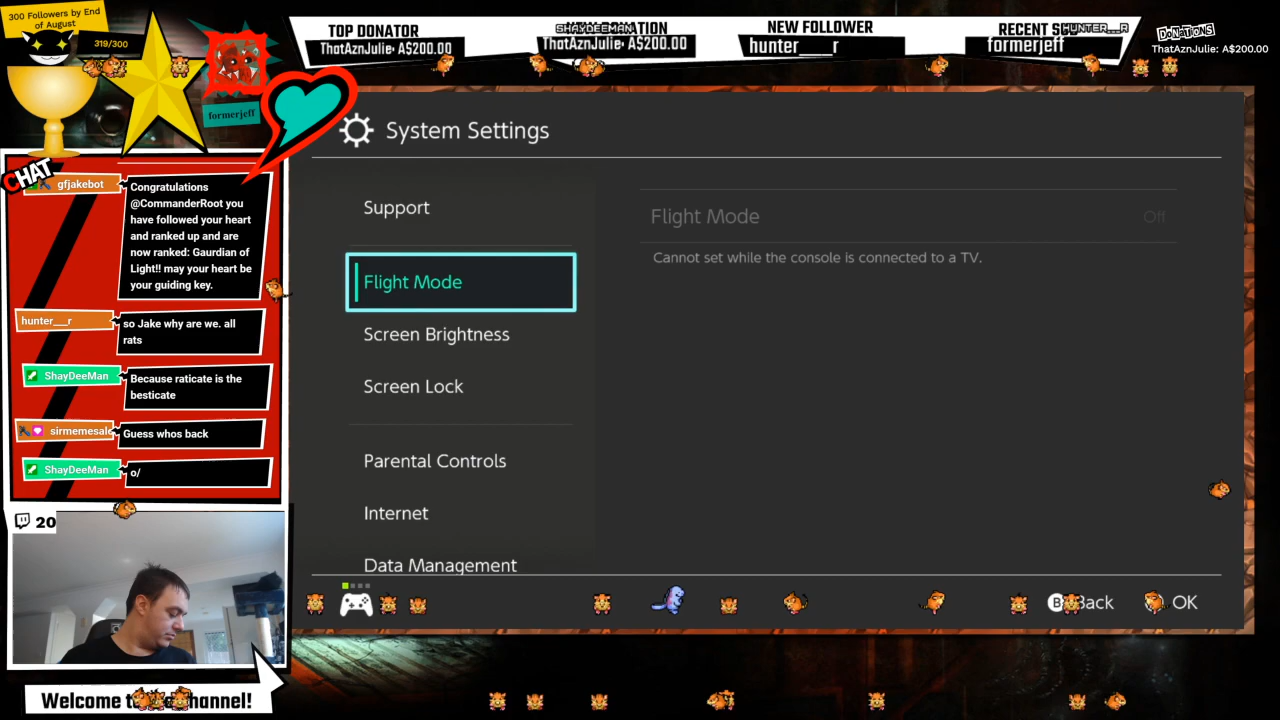 300 Followers by End
of August
319/300
formerjeff
TOP DONATOR
ThatAznJulie: A$200.00
SHAYDEEMAN
ThatAznJulie: A$200.00
NEW FOLLOWER
hunter___r
RECENT
HUNTER___R
formerjeff
DONATIONS
ThatAznJulie: A$200.00
CHAT
gfjakebot
Congratulations
@CommanderRoot you
have followed your heart
and ranked up and are
now ranked: Gaurdian of
Light!! may your heart be
your guiding key.
hunter___r
so Jake why are we. all
rats
ShayDeeMan
Because raticate is the
besticate
sirmemesal
Guess whos back
ShayDeeMan
o/
20
Welcome
System Settings
Support
Flight Mode
Screen Brightness
Screen Lock
Parental Controls
Internet
Data Management
Flight Mode
Off
Cannot set while the console is connected to a TV.
B Back
OK